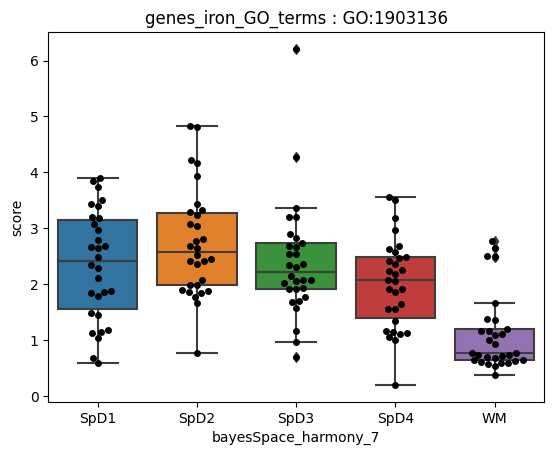 genes_iron_GO_terms : GO:1903136
score
6
5
4
3
2
1
0
SpD1 SpD2 SpD3 SpD4 WM
bayesSpace_harmony_7